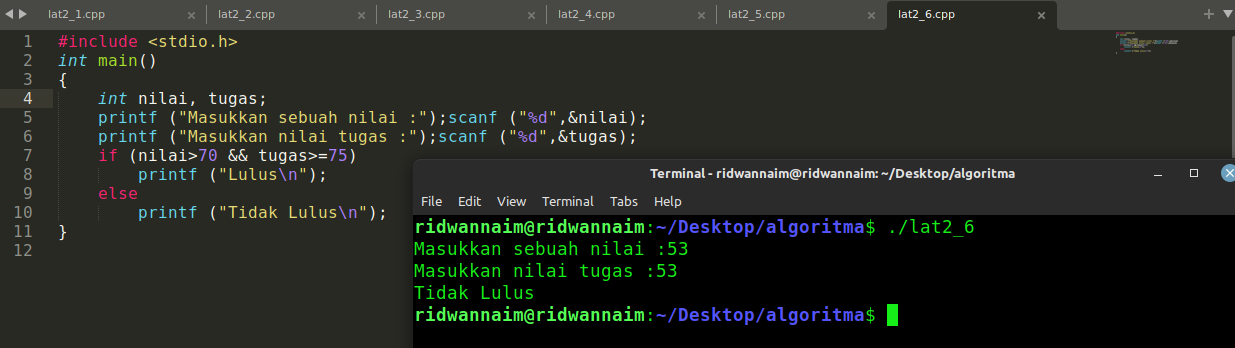 lat2_1.cpp × lat2_2.cpp × lat2_3.cpp × lat2_4.cpp × lat2_5.cpp × lat2_6.cpp × +
1 #include <stdio.h>
2 int main()
3 {
4     int nilai, tugas;
5     printf ("Masukkan sebuah nilai :");scanf ("%d",&nilai);
6     printf ("Masukkan nilai tugas :");scanf ("%d",&tugas);
7     if (nilai>70 && tugas>=75)
8         printf ("Lulus\n");
9     else
10         printf ("Tidak Lulus\n");
11 }
12
Terminal - ridwannaim@ridwannaim: ~/Desktop/algoritma
File Edit View Terminal Tabs Help
ridwannaim@ridwannaim:~/Desktop/algoritma$ ./lat2_6
Masukkan sebuah nilai :53
Masukkan nilai tugas :53
Tidak Lulus
ridwannaim@ridwannaim:~/Desktop/algoritma$